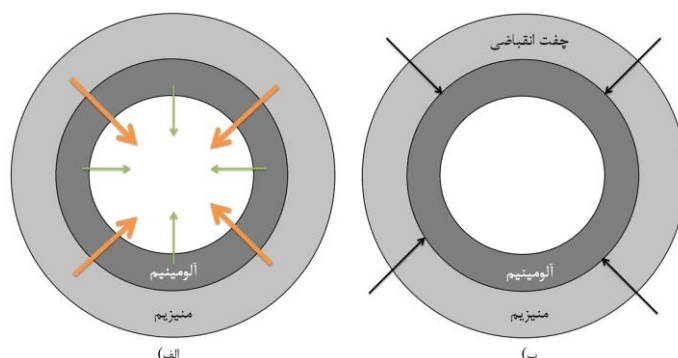 چفت انقباضی
آلومینیم
منیزیم
ب)
آلومینیم
منیزیم
الف)